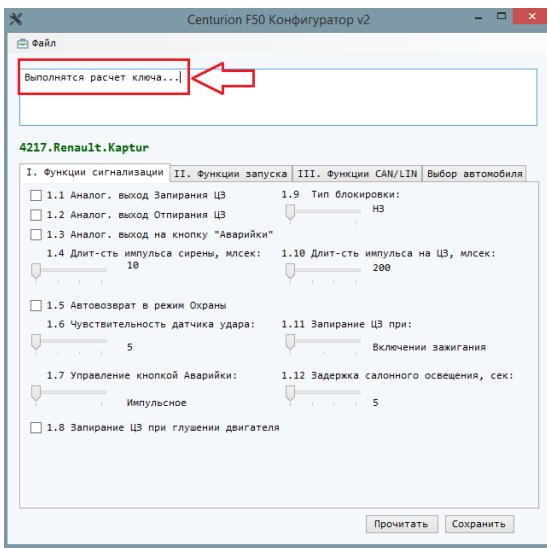 Centurion F50 Конфигуратор v2
Файл
Выполнятся расчет ключа...
4217.Renault.Kaptur
I. Функции сигнализации II. Функции запуска III. Функции CAN/LIN Выбор автомобиля
1.1 Аналог. выход Запирания ЦЗ
1.2 Аналог. выход Отпирания ЦЗ
1.3 Аналог. выход на кнопку "Аварийки"
1.4 Длит-сть импульса сирены, млсек:
10
1.5 Автовозврат в режим Охраны
1.6 Чувствительность датчика удара:
5
1.7 Управление кнопкой Аварийки:
Импульсное
1.8 Запирание ЦЗ при глушении двигателя
1.9 Тип блокировки:
НЗ
1.10 Длит-сть импульса на ЦЗ, млсек:
200
1.11 Запирание ЦЗ при:
Включении зажигания
1.12 Задержка салонного освещения, сек:
5
Прочитать Сохранить